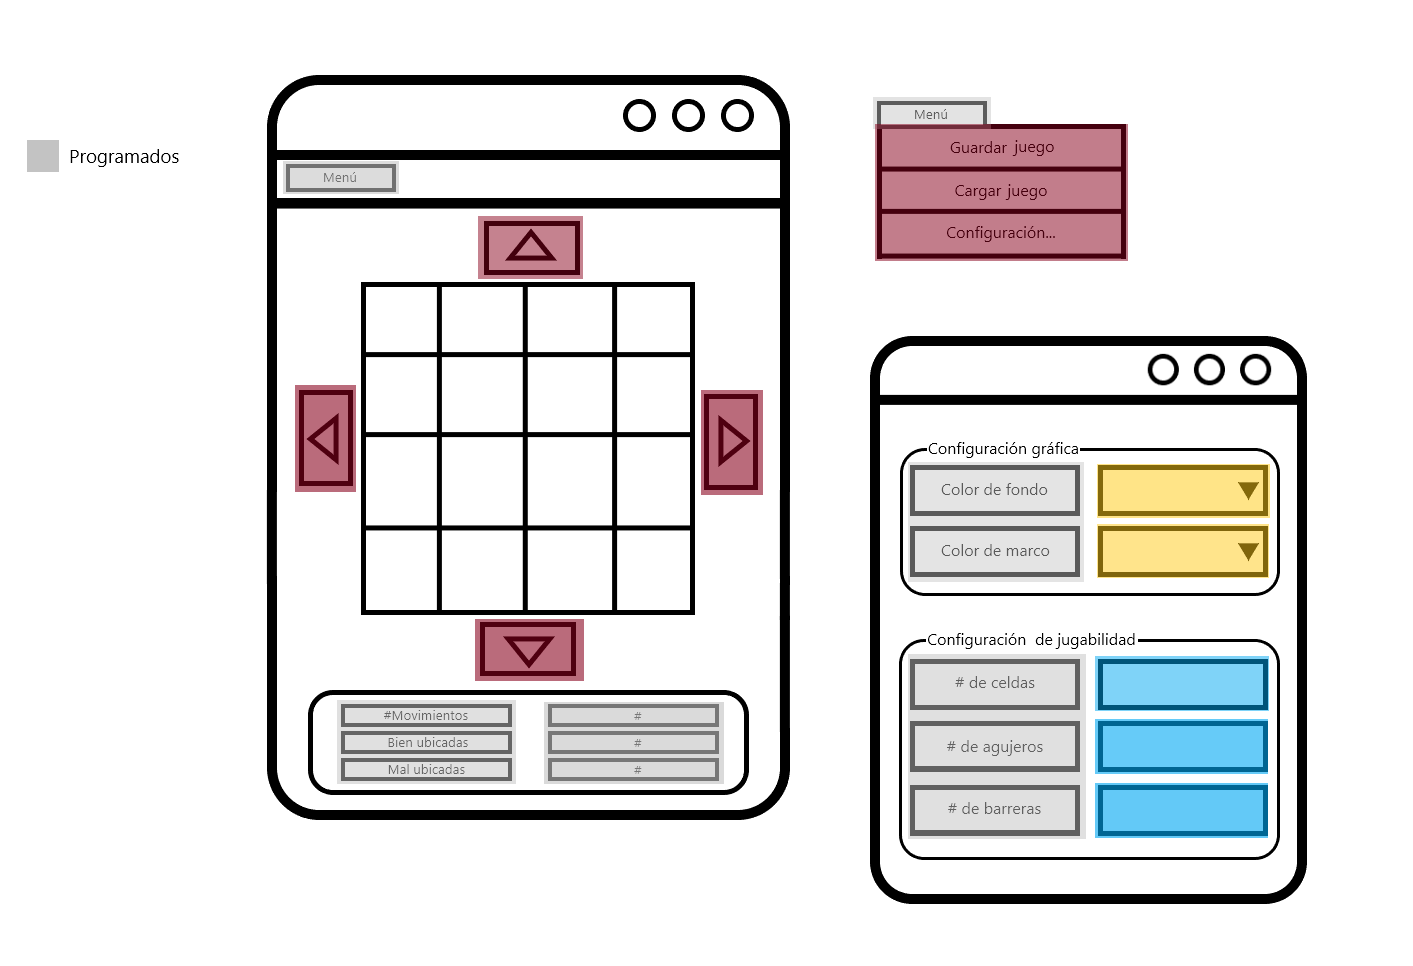 Programados
Menú
#Movimientos #
Bien ubicadas #
Mal ubicadas #
Menú
Guardar juego
Cargar juego
Configuración...
Configuración gráfica
Color de fondo
Color de marco
Configuración de jugabilidad
# de celdas
# de agujeros
# de barreras